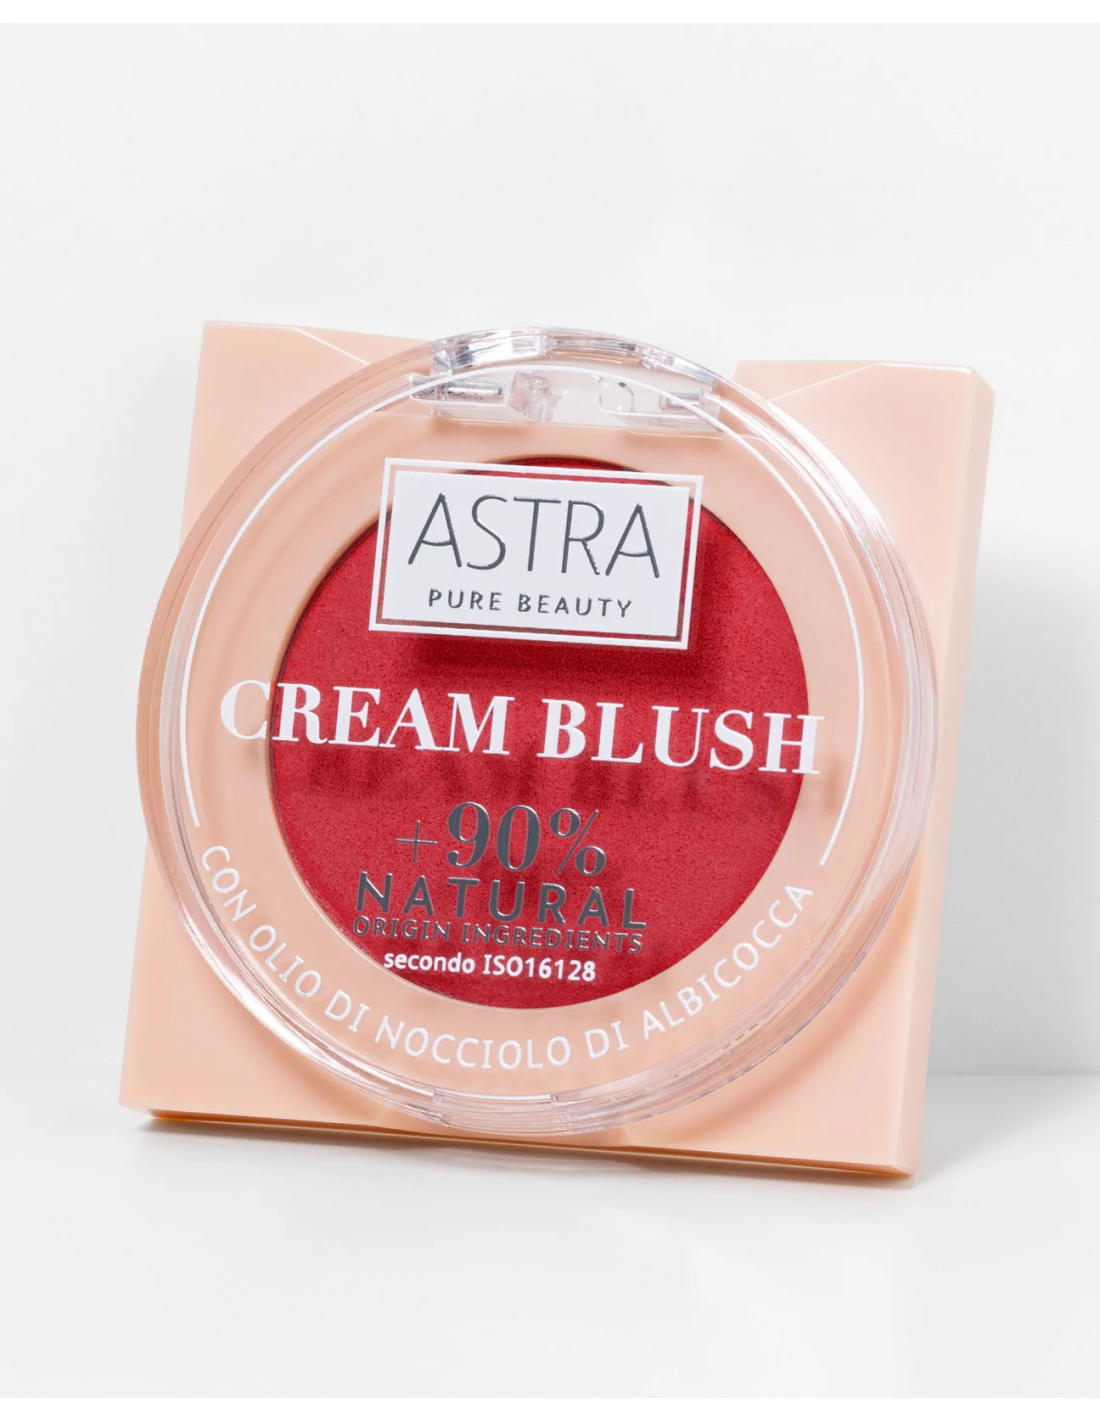 ASTRA
PURE BEAUTY
CREAM BLUSH
+90%
NATURAL
ORIGIN INGREDIENTS
secondo ISO16128
CON OLIO DI NOCCIOLO DI ALBICOCCA